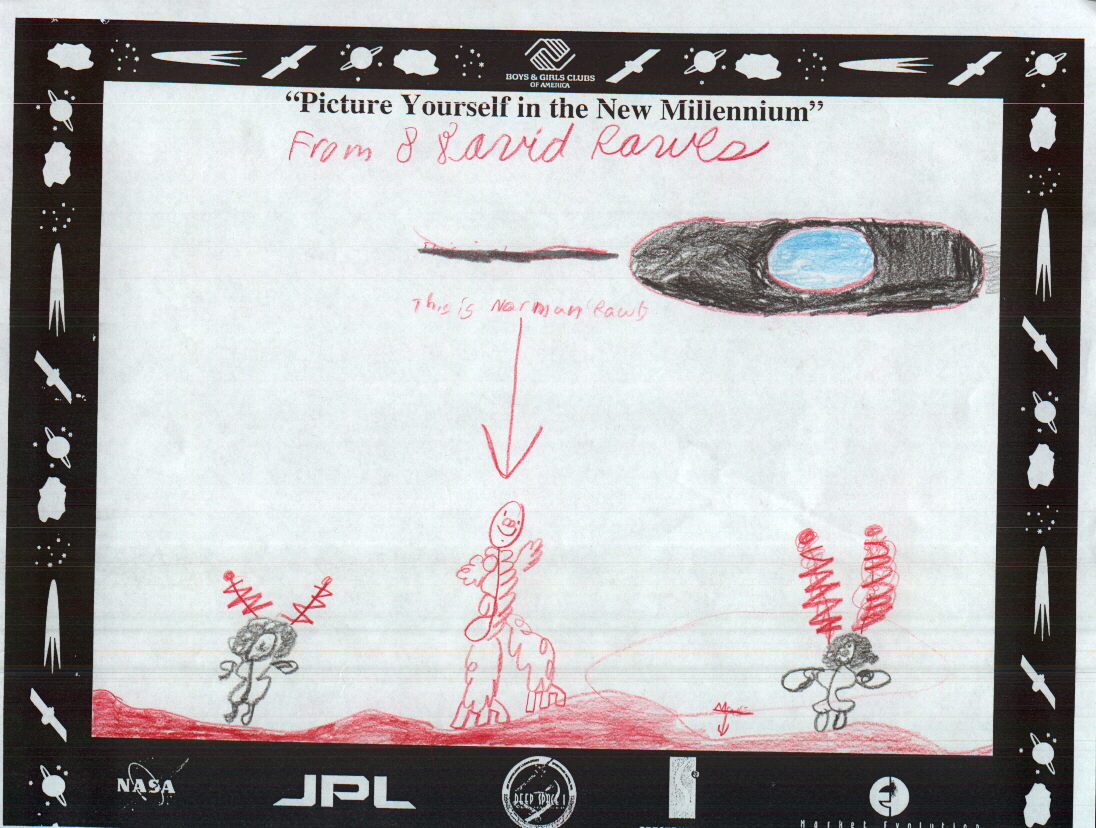 BOYS & GIRLS CLUBS
OF AMERICA
“Picture Yourself in the New Millennium”
From David Rawls
This is Norman Rawls
NASA
JPL
DEEP SPACE 1
Market Evolution